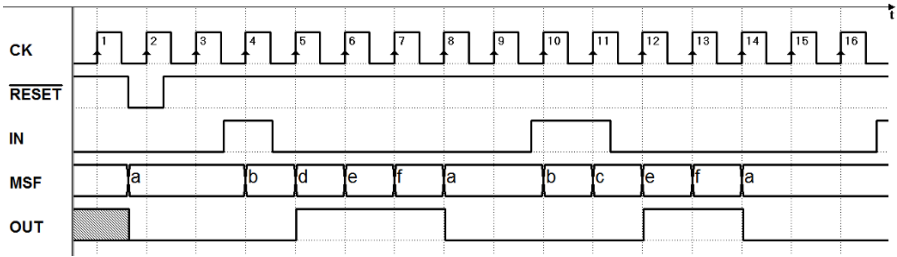 t
CK 1 2 3 4 5 6 7 8 9 10 11 12 13 14 15 16
RESET
IN
MSF a b d e f a b c e f a
OUT